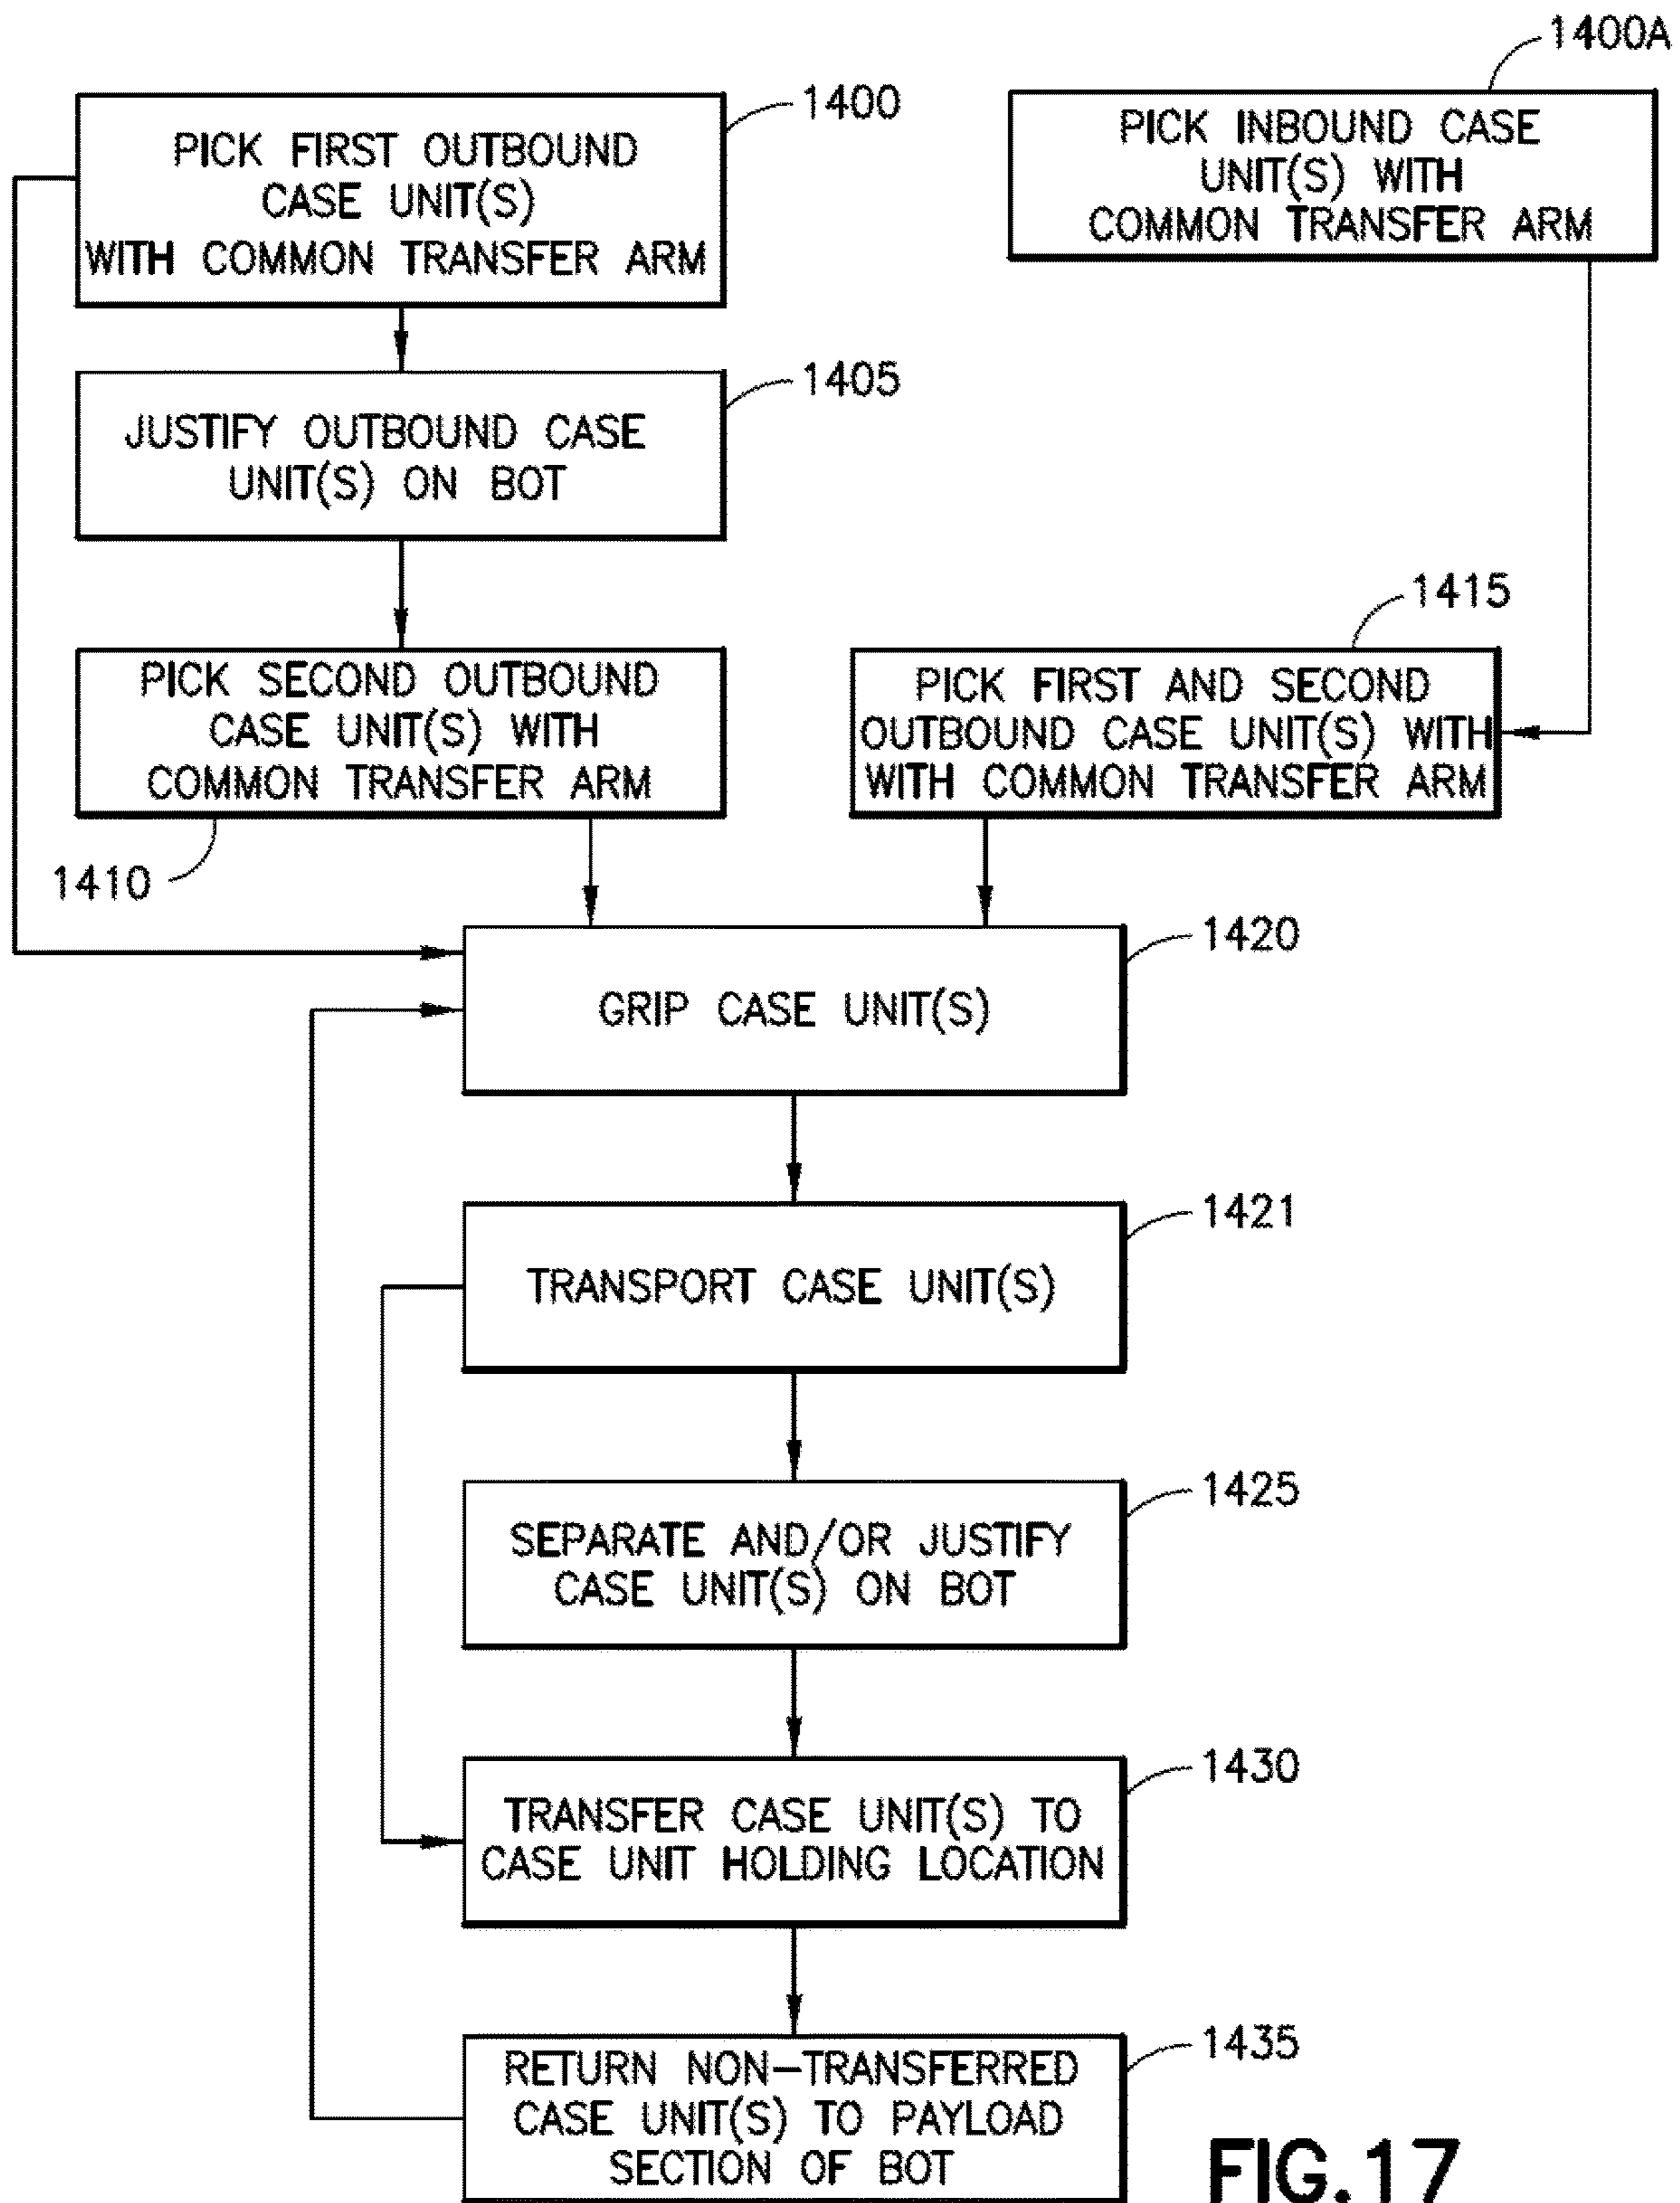 1400A
1400
PICK FIRST OUTBOUND
CASE UNIT(S)
WITH COMMON TRANSFER ARM
PICK INBOUND CASE
UNIT(S) WITH
COMMON TRANSFER ARM
1405
JUSTIFY OUTBOUND CASE
UNIT(S) ON BOT
1415
PICK SECOND OUTBOUND
CASE UNIT(S) WITH
COMMON TRANSFER ARM
PICK FIRST AND SECOND
OUTBOUND CASE UNIT(S) WITH
WITH COMMON TRANSFER ARM
1410
1420
GRIP CASE UNIT(S)
1421
TRANSPORT CASE UNIT(S)
1425
SEPARATE AND/OR JUSTIFY
CASE UNIT(S) ON BOT
1430
TRANSFER CASE UNIT(S) TO
CASE UNIT HOLDING LOCATION
1435
RETURN NON-TRANSFERRED
CASE UNIT(S) TO PAYLOAD
SECTION OF BOT
FIG.17